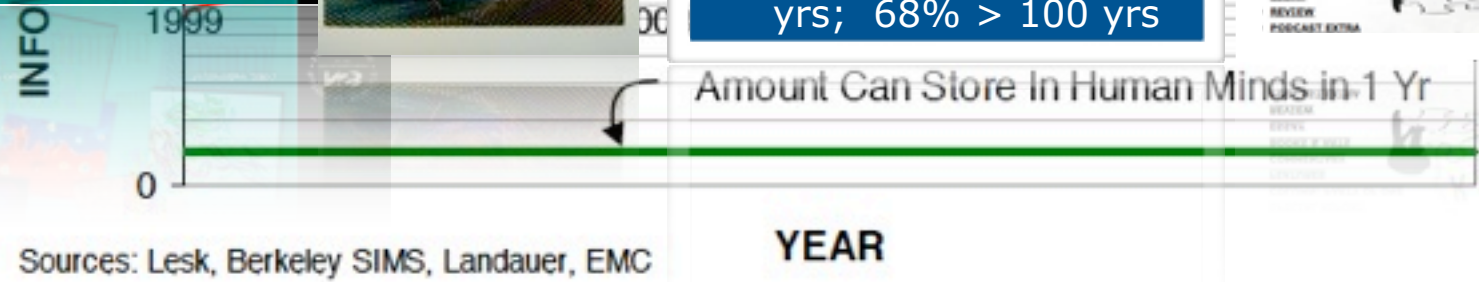 INFO
1999
yrs; 68% > 100 yrs
REVIEW
PODCAST EXTRA
Amount Can Store In Human Minds in 1 Yr
0
YEAR
Sources: Lesk, Berkeley SIMS, Landauer, EMC